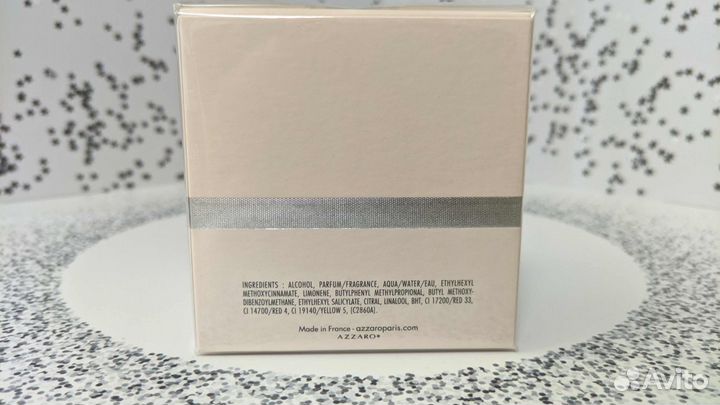 INGREDIENTS : ALCOHOL, PARFUM/FRAGRANCE, AQUA/WATER/EAU, ETHYLHEXYL
METHOXYCINNAMATE, LIMONENE, BUTYLPHENYL METHYLPROPIONAL, BUTYL METHOXY-
DIBENZOYLMETHANE, ETHYLHEXYL SALICYLATE, CITRAL, LINALOOL, BHT, CI 17200/RED 33,
CI 14700/RED 4, CI 19140/YELLOW 5, (C2860A).
Made in France - azzaroparis.com
AZZARO®
Avito